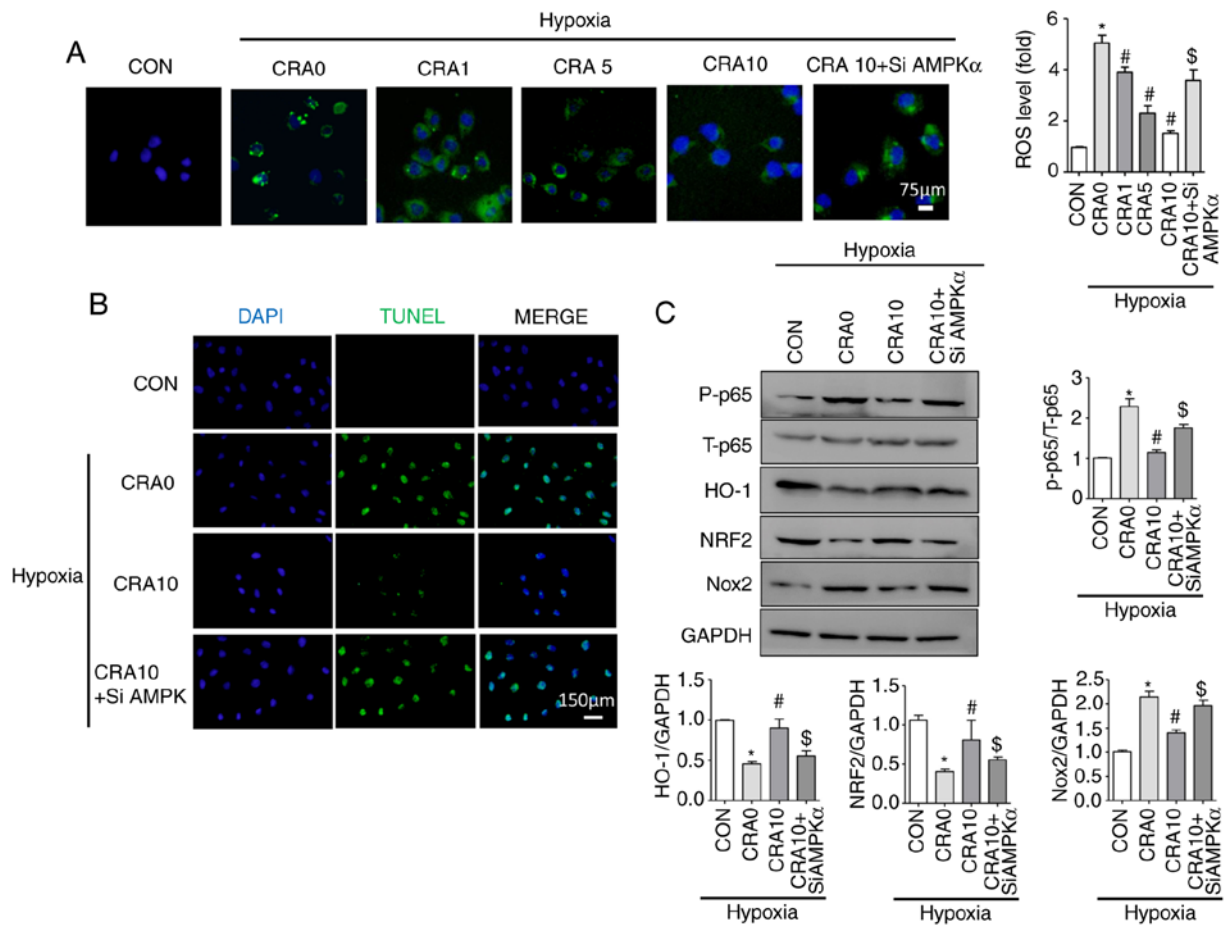 Hypoxia
A
CON
CRA0
CRA1
CRA 5
CRA10
CRA 10+Si AMPKα
75μm
ROS level (fold)
6
4
2
0
CON
CRA0
CRA1
CRA5
CRA10
CRA10+Si
AMPKα
*
#
#
#
$
Hypoxia
B
DAPI
TUNEL
MERGE
CON
CRA0
Hypoxia
CRA10
CRA10
+Si AMPK
150μm
C
Hypoxia
CON
CRA0
CRA10
CRA10+
Si AMPKα
P-p65
T-p65
HO-1
NRF2
Nox2
GAPDH
p-p65/T-p65
3
2
1
0
*
#
$
CON
CRA0
CRA10
CRA10+
SiAMPKα
Hypoxia
HO-1/GAPDH
1.5
1.0
0.5
0.0
*
#
$
CON
CRA0
CRA10
CRA10+
SiAMPKα
Hypoxia
NRF2/GAPDH
1.5
1.0
0.5
0.0
*
#
$
CON
CRA0
CRA10
CRA10+
SiAMPKα
Hypoxia
Nox2/GAPDH
2.5
2.0
1.5
1.0
0.5
0.0
*
#
$
CON
CRA0
CRA10
CRA10+
SiAMPKα
Hypoxia